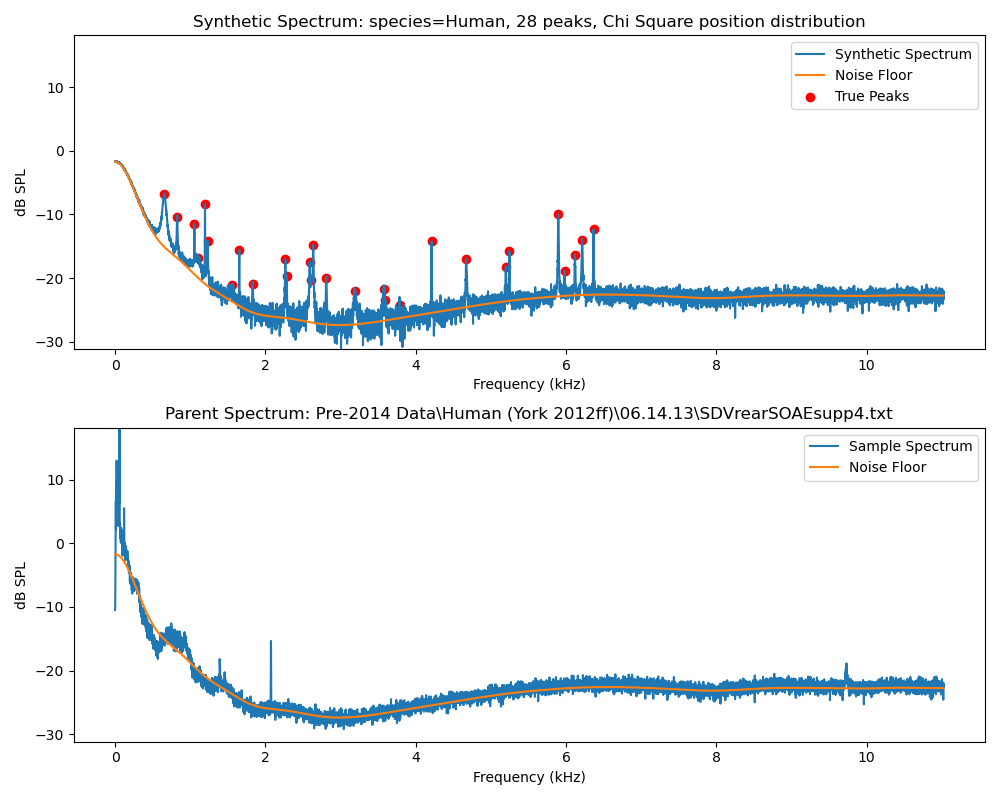 Synthetic Spectrum: species=Human, 28 peaks, Chi Square position distribution
10
0
−10
−20
−30
dB SPL
Synthetic Spectrum
Noise Floor
True Peaks
0 2 4 6 8 10
Frequency (kHz)
Parent Spectrum: Pre-2014 Data\Human (York 2012ff)\06.14.13\SDVrearSOAEsupp4.txt
10
0
−10
−20
−30
dB SPL
Sample Spectrum
Noise Floor
0 2 4 6 8 10
Frequency (kHz)